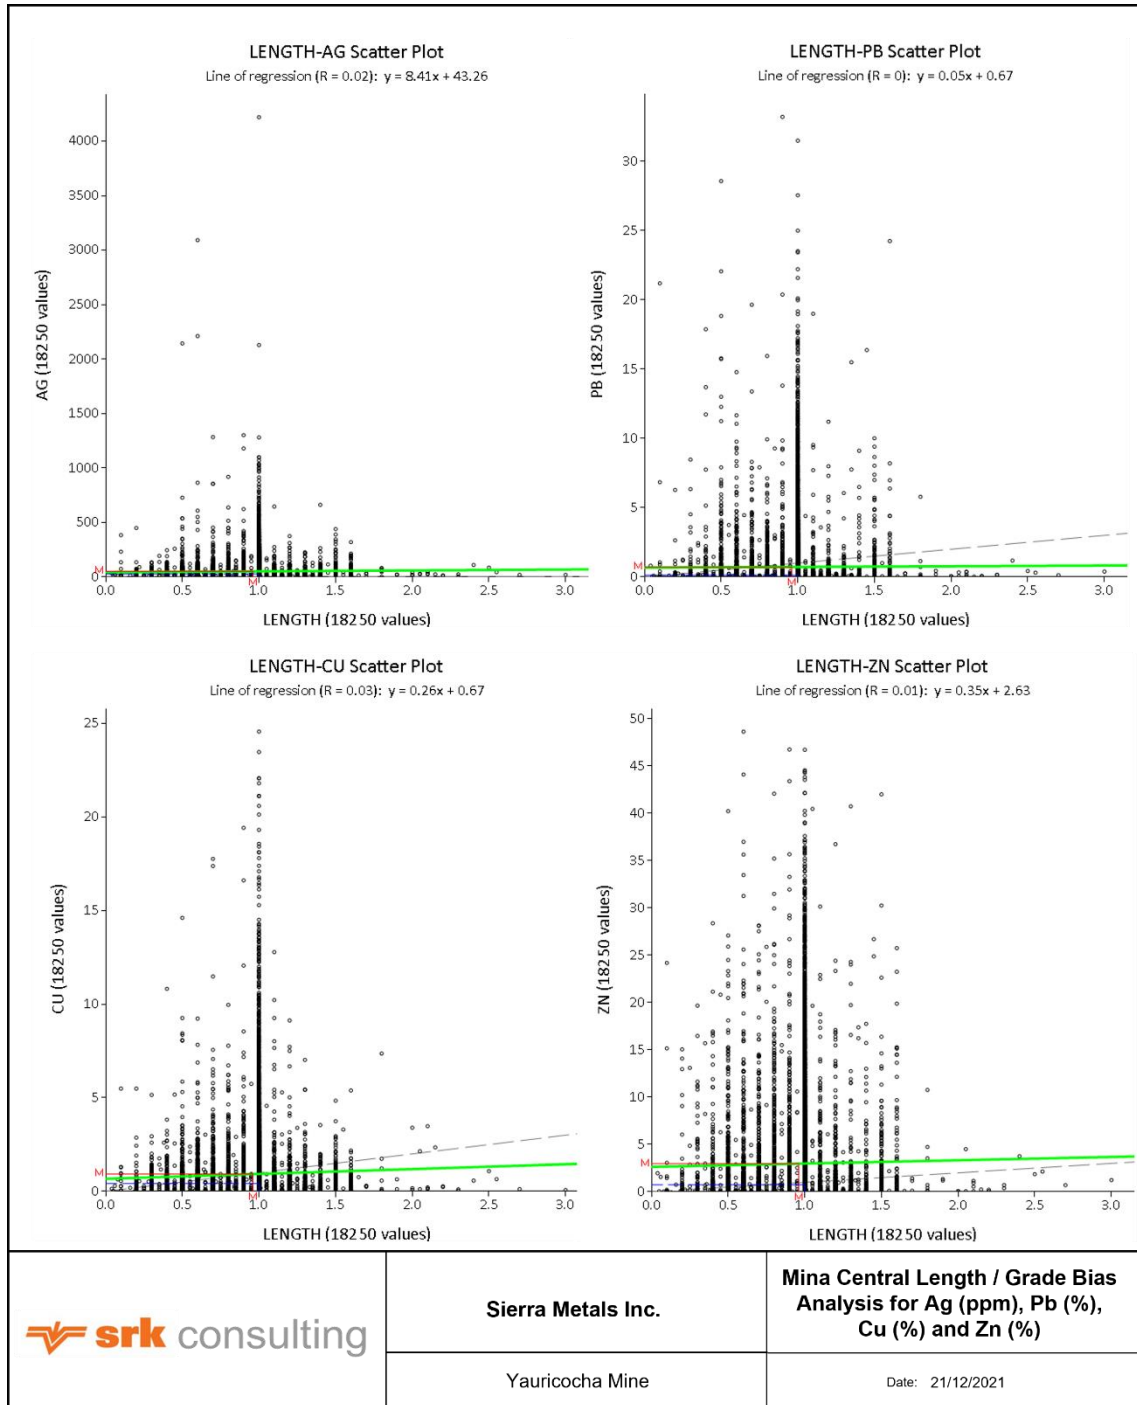 LENGTH-AG Scatter Plot
Line of regression (R = 0.02): y = 8.41x + 43.26
AG (18250 values)
4000
3500
3000
2500
2000
1500
1000
500
0
M
M
0.0 0.5 1.0 1.5 2.0 2.5 3.0
LENGTH (18250 values)
LENGTH-PB Scatter Plot
Line of regression (R = 0): y = 0.05x + 0.67
PB (18250 values)
30
25
20
15
10
5
0
M
M
0.0 0.5 1.0 1.5 2.0 2.5 3.0
LENGTH (18250 values)
LENGTH-CU Scatter Plot
Line of regression (R = 0.03): y = 0.26x + 0.67
CU (18250 values)
25
20
15
10
5
0
M
M
0.0 0.5 1.0 1.5 2.0 2.5 3.0
LENGTH (18250 values)
LENGTH-ZN Scatter Plot
Line of regression (R = 0.01): y = 0.35x + 2.63
ZN (18250 values)
50
45
40
35
30
25
20
15
10
5
0
M
M
0.0 0.5 1.0 1.5 2.0 2.5 3.0
LENGTH (18250 values)
srk consulting
Sierra Metals Inc.
Yauricocha Mine
Mina Central Length / Grade Bias
Analysis for Ag (ppm), Pb (%),
Cu (%) and Zn (%)
Date: 21/12/2021